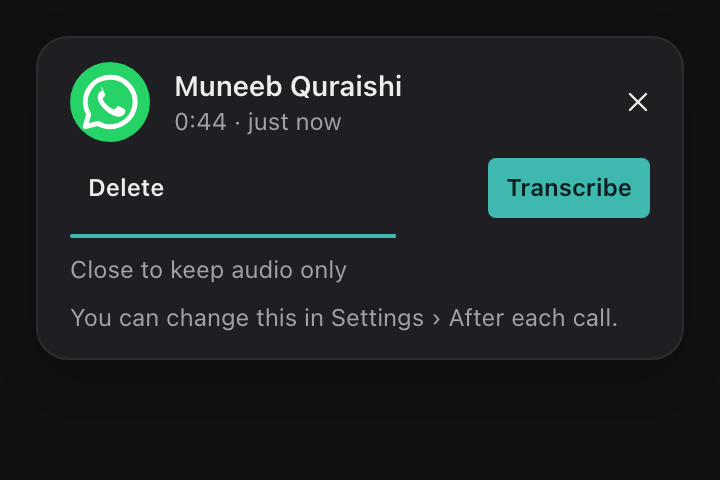 Muneeb Quraishi
0:44 · just now
Delete
Transcribe
Close to keep audio only
You can change this in Settings › After each call.